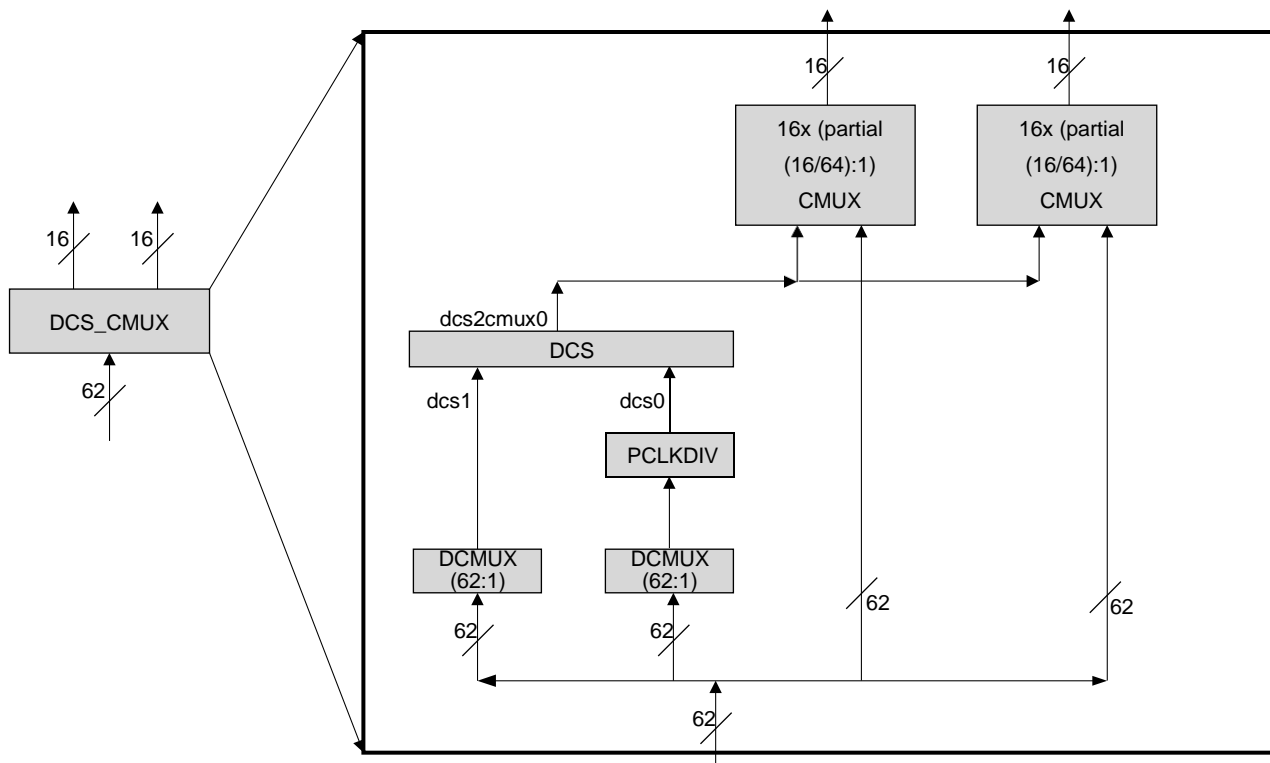 16
16
16x (partial
(16/64):1)
CMUX
16x (partial
(16/64):1)
CMUX
16
16
DCS_CMUX
62
dcs2cmux0
DCS
dcs1
dcs0
PCLKDIV
DCMUX
(62:1)
DCMUX
(62:1)
62
62
62
62
62